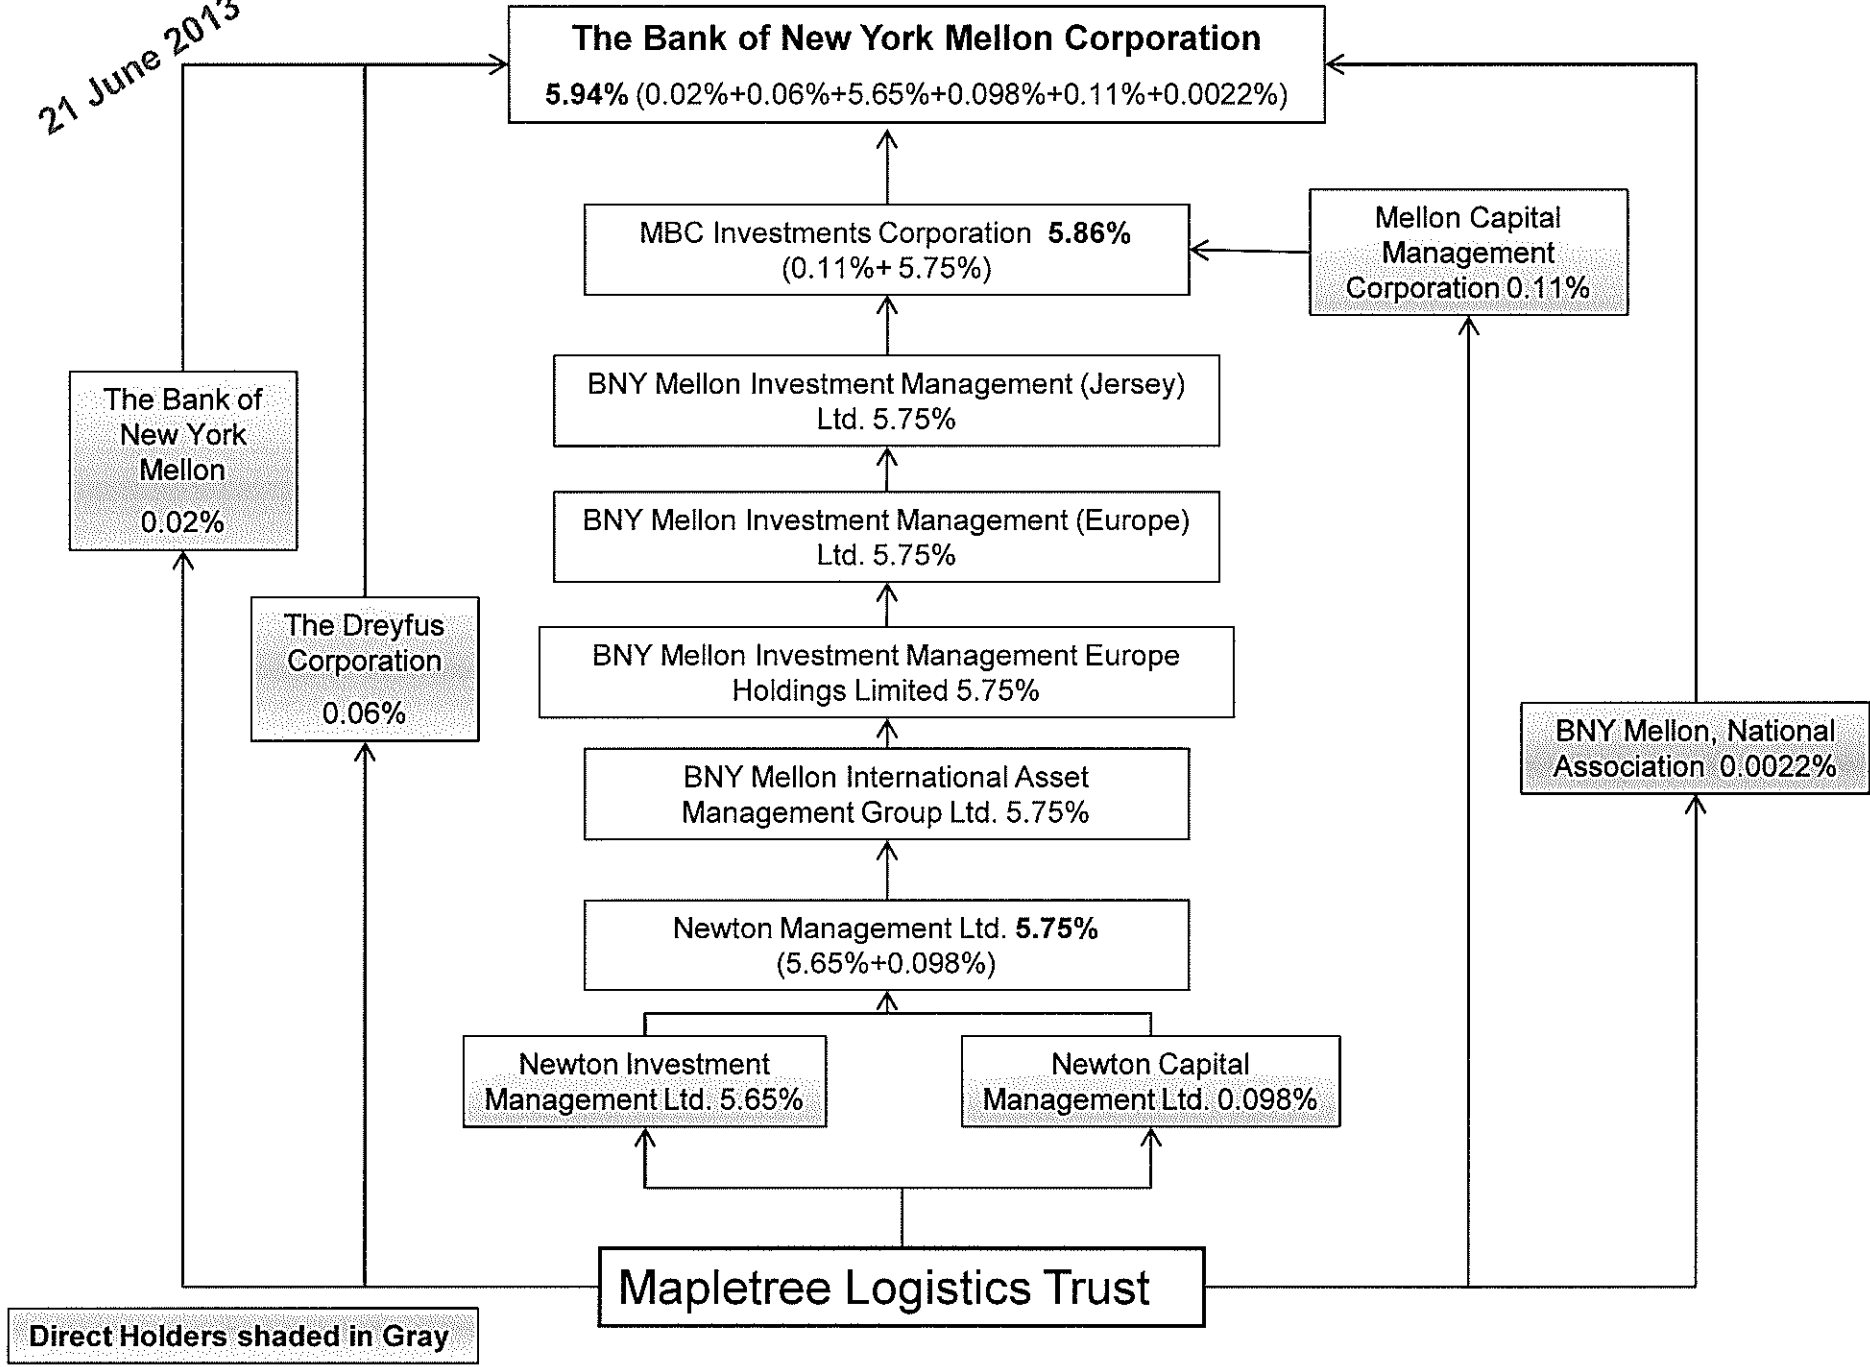 21 June 2013
The Bank of New York Mellon Corporation
5.94% (0.02%+0.06%+5.65%+0.098%+0.11%+0.0022%)
MBC Investments Corporation 5.86%
(0.11%+ 5.75%)
Mellon Capital
Management
Corporation 0.11%
BNY Mellon Investment Management (Jersey)
Ltd. 5.75%
The Bank of
New York
Mellon
0.02%
BNY Mellon Investment Management (Europe)
Ltd. 5.75%
The Dreyfus
Corporation
0.06%
BNY Mellon Investment Management Europe
Holdings Limited 5.75%
BNY Mellon, National
Association 0.0022%
BNY Mellon International Asset
Management Group Ltd. 5.75%
Newton Management Ltd. 5.75%
(5.65%+0.098%)
Newton Investment
Management Ltd. 5.65%
Newton Capital
Management Ltd. 0.098%
Mapletree Logistics Trust
Direct Holders shaded in Gray